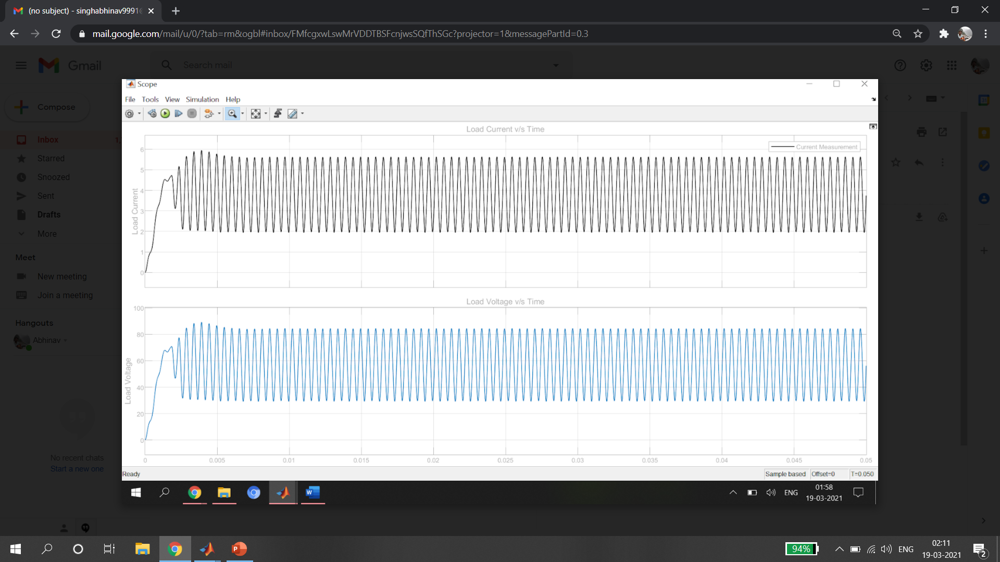 (no subject) - singhabhinav9991@
mail.google.com/mail/u/0/?tab=rm&ogbl#inbox/FMfcgxwLswMrVDDTBSFcnjwsSQfThSGc?projector=1&messagePartId=0.3
Gmail
Search mail
Compose
Inbox
1,
Starred
Snoozed
Sent
Drafts
More
Meet
New meeting
Join a meeting
Hangouts
Abhinav
No recent chats
Start a new one
Scope
File Tools View Simulation Help
Load Current v/s Time
Current Measurement
Load Current
6
5
4
3
2
1
0
Load Voltage v/s Time
Load Voltage
100
80
60
40
20
0
0 0.005 0.01 0.015 0.02 0.025 0.03 0.035 0.04 0.045 0.05
Ready
Sample based Offset=0 T=0.050
ENG
01:58
19-03-2021
94%
ENG
02:11
19-03-2021
2